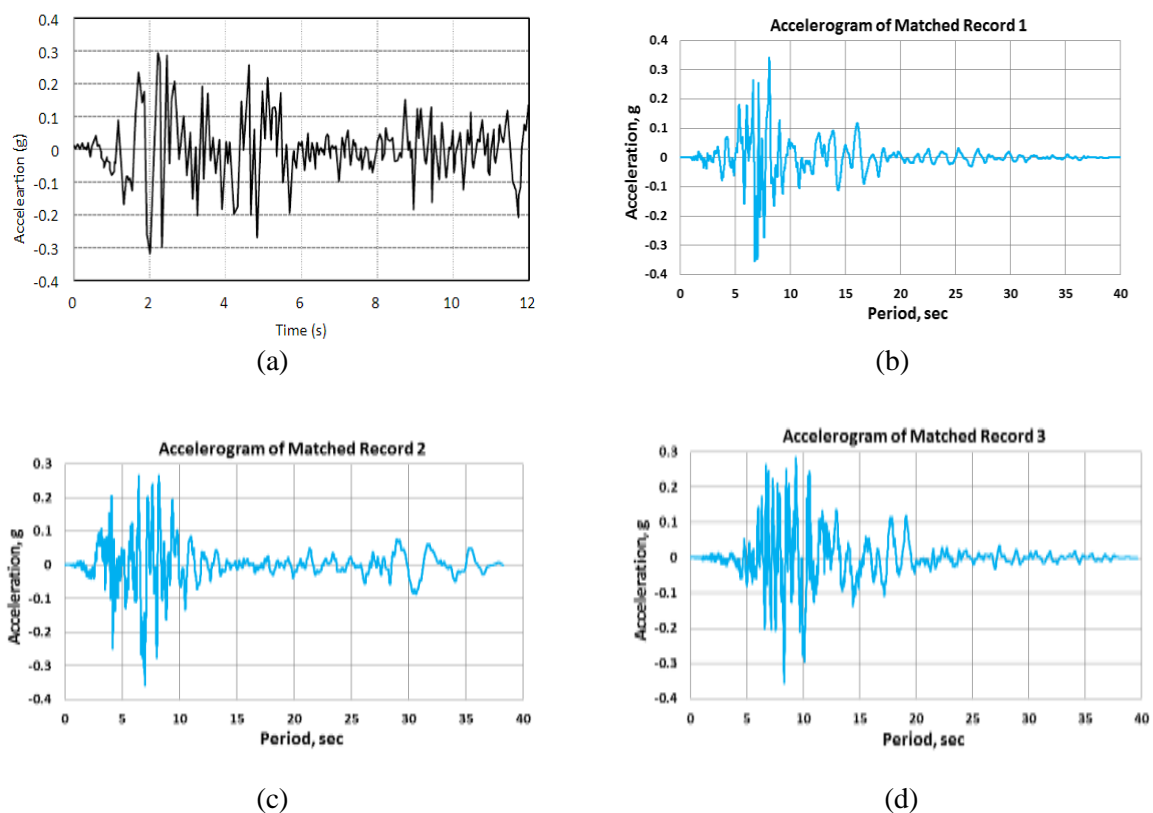 0.4
0.3
0.2
0.1
0
-0.1
-0.2
-0.3
0.4
0 2 4 6 8 10 12
Acceleartion (g)
Time (s)
(a)
Accelerogram of Matched Record 1
0.4
0.3
0.2
0.1
0
-0.1
-0.2
-0.3
-0.4
0 5 10 15 20 25 30 35 40
Acceleration, g
Period, sec
(b)
Accelerogram of Matched Record 2
0.3
0.2
0.1
0
-0.1
-0.2
-0.3
-0.4
0 5 10 15 20 25 30 35 40
Acceleration, g
Period, sec
(c)
Accelerogram of Matched Record 3
0.3
0.2
0.1
0
-0.1
-0.2
-0.3
-0.4
0 5 10 15 20 25 30 35 40
Acceleration, g
Period, sec
(d)